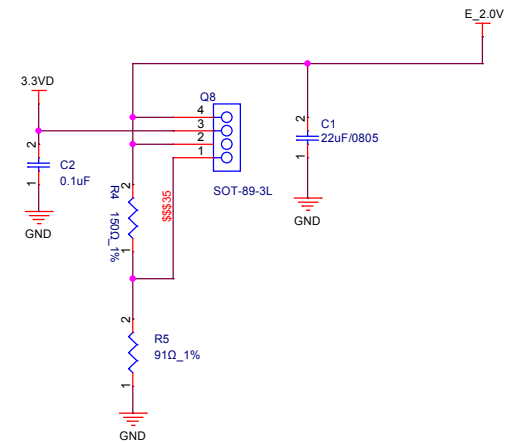 E_2.0V
3.3VD
Q8
4
3
2
1
2
1
C1
22uF/0805
2
1
C2
0.1uF
SOT-89-3L
GND
GND
2
R4
150Ω_1%
1
$$$35
2
R5
91Ω_1%
1
GND